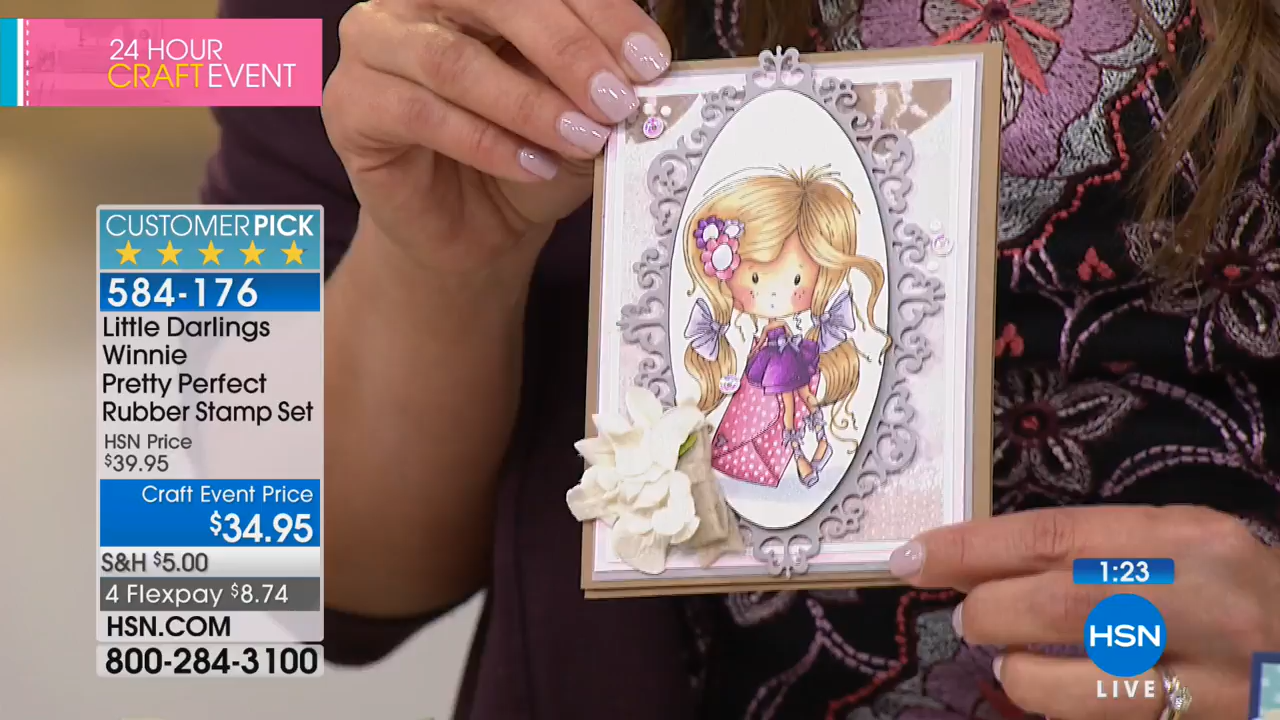 24 HOUR
CRAFT EVENT
CUSTOMER PICK
584-176
Little Darlings
Winnie
Pretty Perfect
Rubber Stamp Set
HSN Price
$39.95
Craft Event Price
$34.95
S&H $5.00
4 Flexpay $8.74
HSN.COM
800-284-3100
1:23
HSN
LIVE